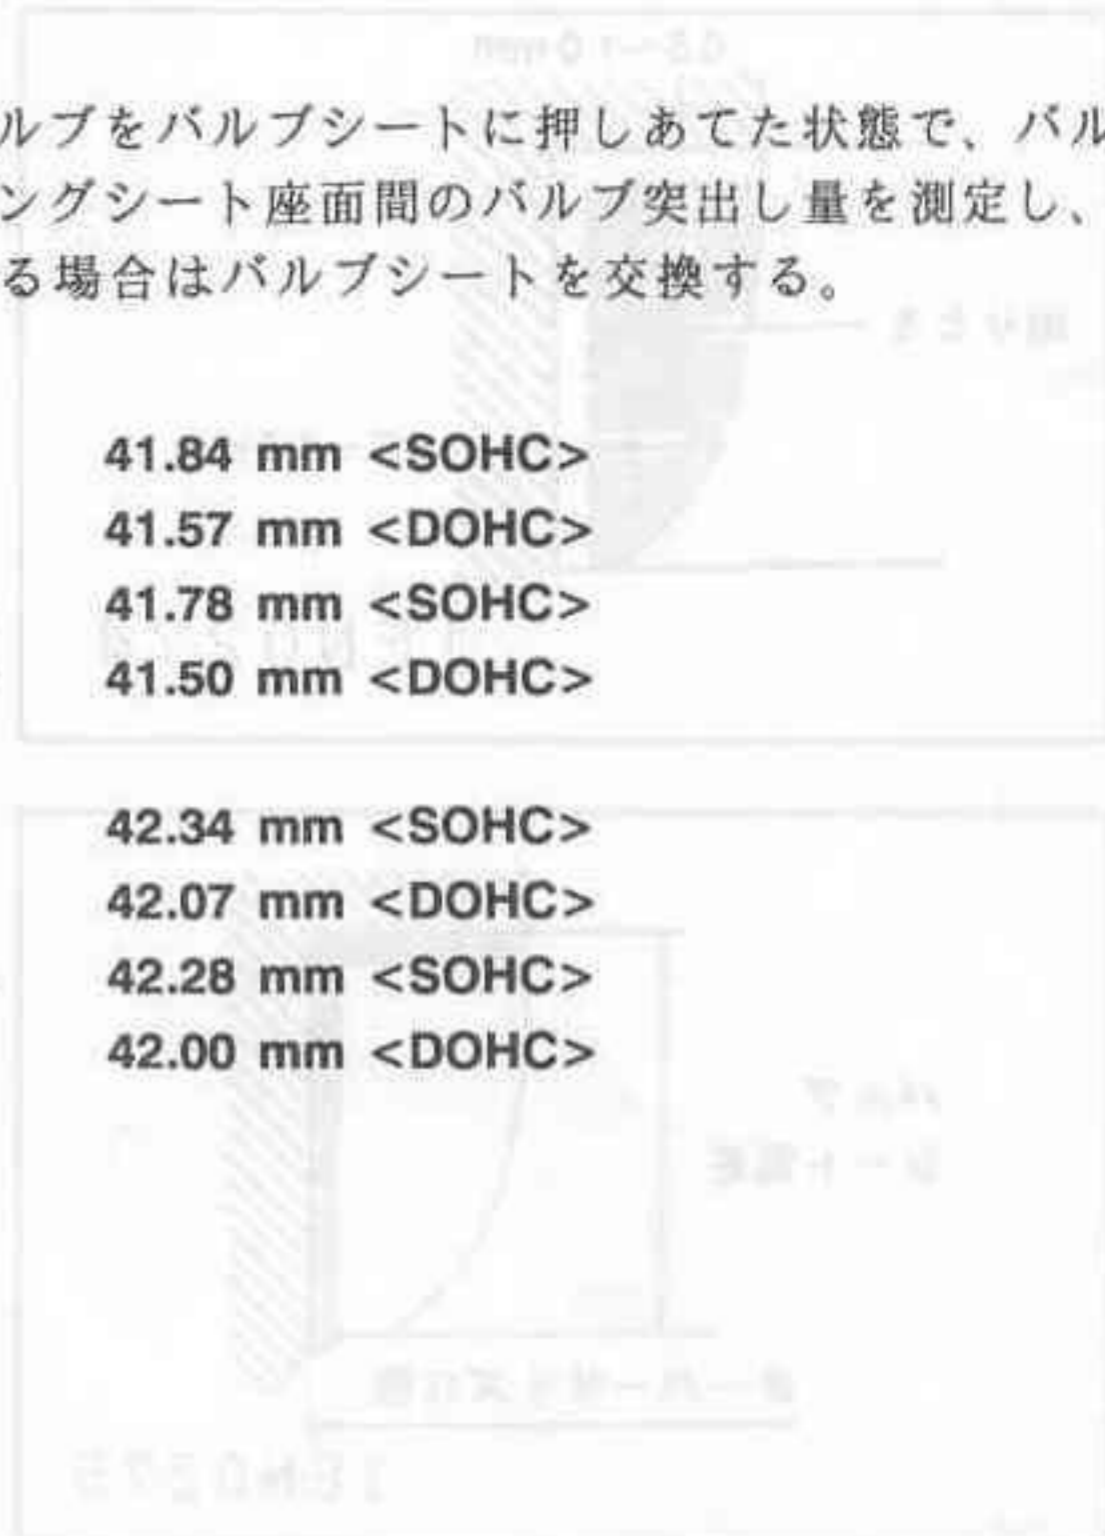 ルブをバルブシートに押しあてた状態で、バル
ングシート座面間のバルブ突出し量を測定し、
る場合はバルブシートを交換する。
41.84 mm <SOHC>
41.57 mm <DOHC>
41.78 mm <SOHC>
41.50 mm <DOHC>
42.34 mm <SOHC>
42.07 mm <DOHC>
42.28 mm <SOHC>
42.00 mm <DOHC>